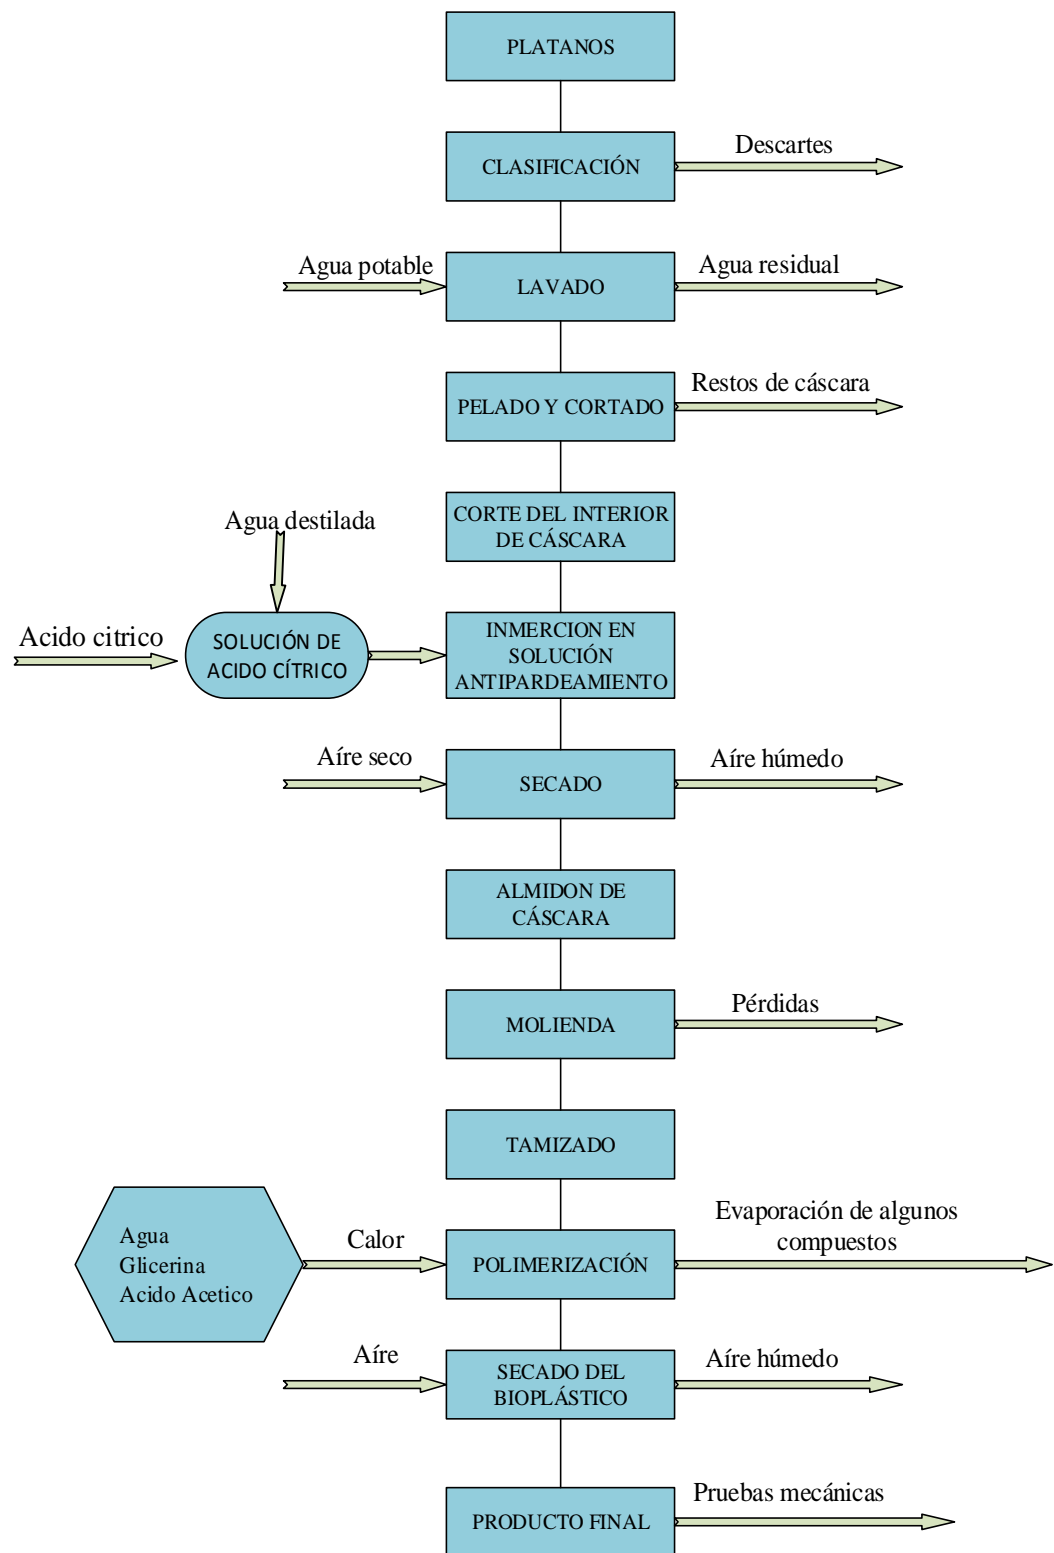 PLATANOS
CLASIFICACIÓN
Descartes
Agua potable
LAVADO
Agua residual
PELADO Y CORTADO
Restos de cáscara
CORTE DEL INTERIOR
DE CÁSCARA
Agua destilada
Acido citrico
SOLUCIÓN DE
ACIDO CÍTRICO
INMERCION EN
SOLUCIÓN
ANTIPARDEAMIENTO
Aíre seco
SECADO
Aíre húmedo
ALMIDON DE
CÁSCARA
MOLIENDA
Pérdidas
TAMIZADO
Agua
Glicerina
Acido Acetico
Calor
POLIMERIZACIÓN
Evaporación de algunos
compuestos
Aíre
SECADO DEL
BIOPLÁSTICO
Aíre húmedo
PRODUCTO FINAL
Pruebas mecánicas